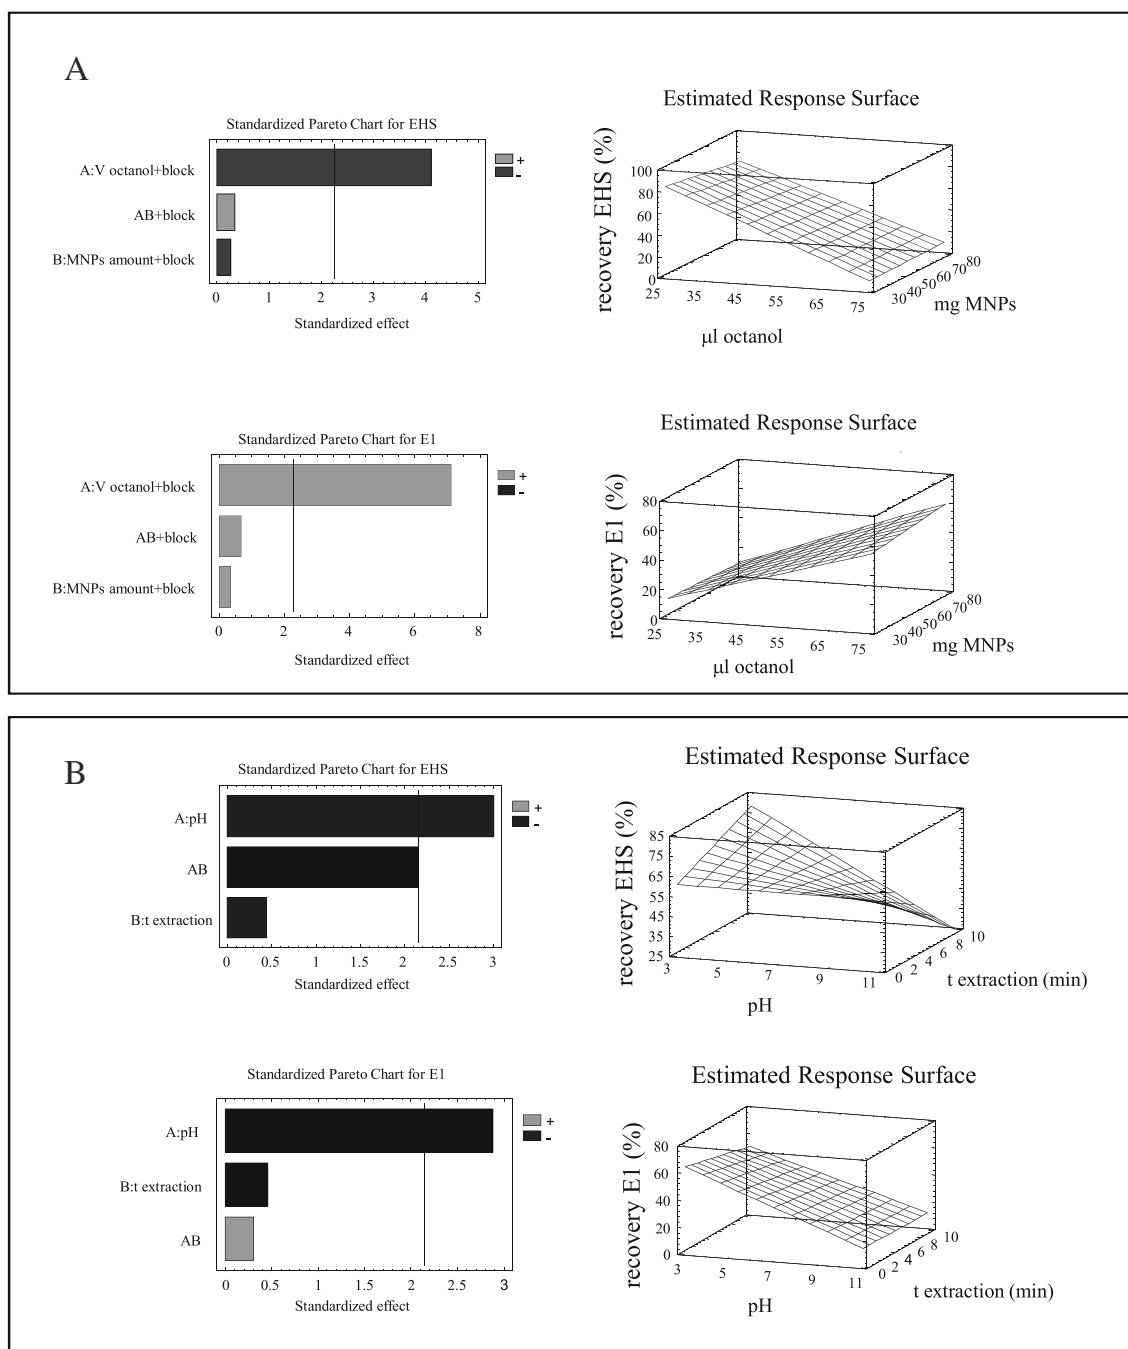 A
Standardized Pareto Chart for EHS
A:V octanol+block
AB+block
B:MNPs amount+block
+
-
0 1 2 3 4 5
Standardized effect
Estimated Response Surface
recovery EHS (%)
100
80
60
40
20
0
25 35 45 55 65 75
μl octanol
30 40 50 60 70 80
mg MNPs
Standardized Pareto Chart for E1
A:V octanol+block
AB+block
B:MNPs amount+block
+
-
0 2 4 6 8
Standardized effect
Estimated Response Surface
recovery E1 (%)
80
60
40
20
0
25 35 45 55 65 75
μl octanol
30 40 50 60 70 80
mg MNPs
B
Standardized Pareto Chart for EHS
A:pH
AB
B:t extraction
+
-
0 0.5 1 1.5 2 2.5 3
Standardized effect
Estimated Response Surface
recovery EHS (%)
85
75
65
55
45
35
25
3 5 7 9 11
pH
0 2 4 6 8 10
t extraction (min)
Standardized Pareto Chart for E1
A:pH
B:t extraction
AB
+
-
0 0.5 1 1.5 2 2.5 3
Standardized effect
Estimated Response Surface
recovery E1 (%)
80
60
40
20
0
3 5 7 9 11
pH
0 2 4 6 8 10
t extraction (min)